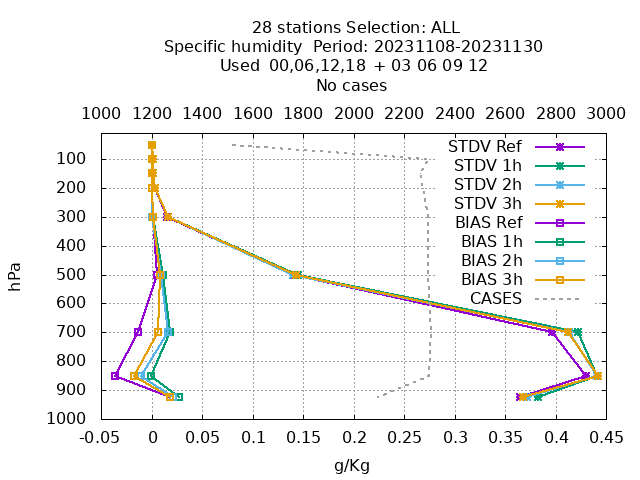 28 stations Selection: ALL
Specific humidity  Period: 20231108-20231130
Used  00,06,12,18  + 03 06 09 12
No cases
1000 1200 1400 1600 1800 2000 2200 2400 2600 2800 3000
STDV Ref
STDV 1h
STDV 2h
STDV 3h
BIAS Ref
BIAS 1h
BIAS 2h
BIAS 3h
CASES
hPa
100
200
300
400
500
600
700
800
900
1000
-0.05 0 0.05 0.1 0.15 0.2 0.25 0.3 0.35 0.4 0.45
g/Kg